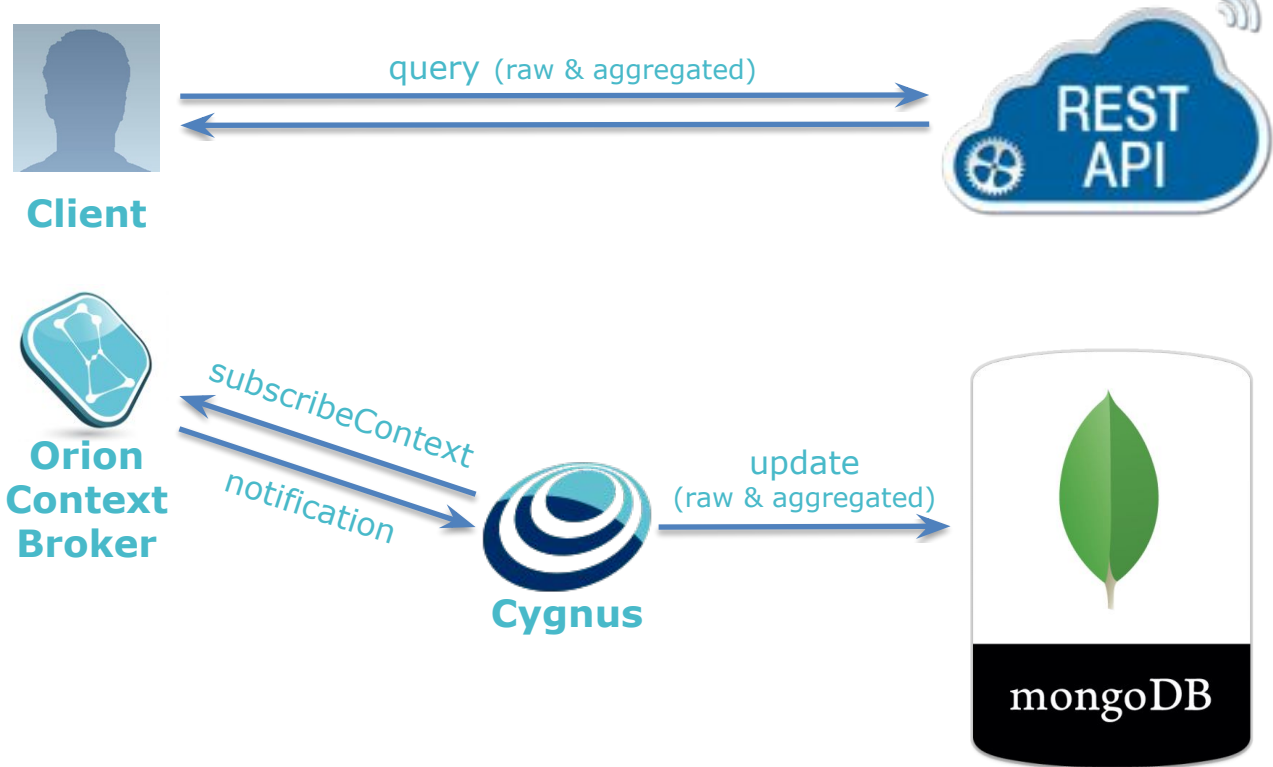 query (raw & aggregated)
REST
API
Client
subscribeContext
notification
Orion
Context
Broker
update
(raw & aggregated)
Cygnus
mongoDB